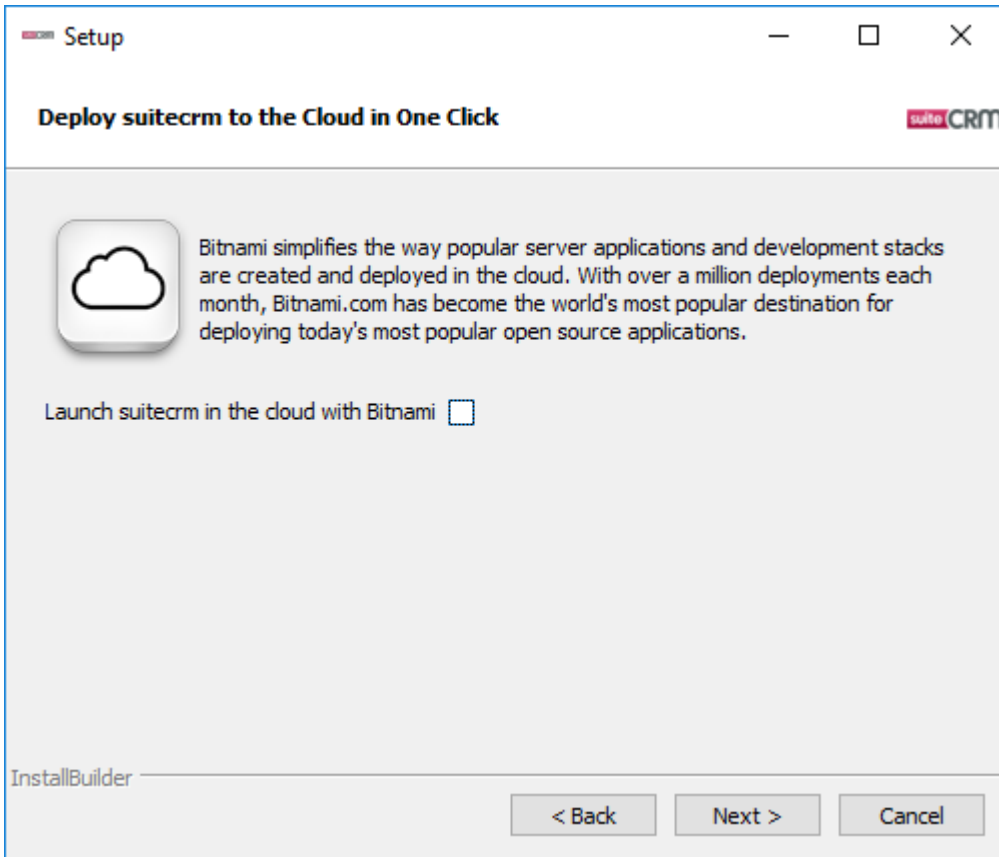 Setup
Deploy suitecrm to the Cloud in One Click
suite CRM
Bitnami simplifies the way popular server applications and development stacks
are created and deployed in the cloud. With over a million deployments each
month, Bitnami.com has become the world's most popular destination for
deploying today's most popular open source applications.
Launch suitecrm in the cloud with Bitnami
InstallBuilder
< Back
Next >
Cancel